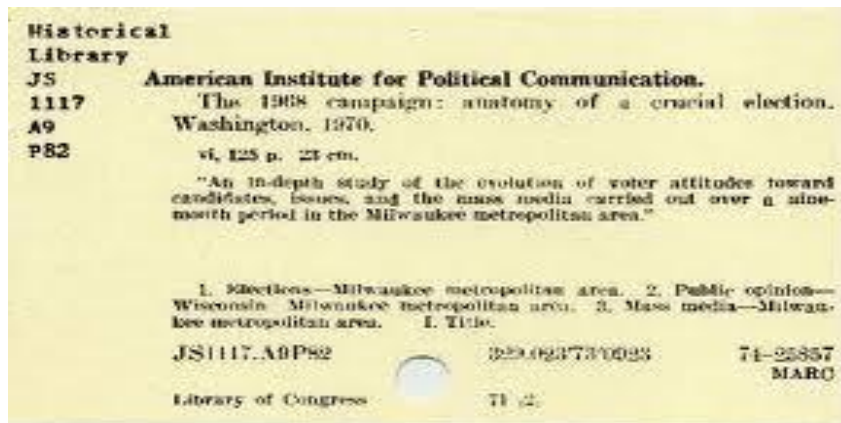 Historical
Library
JS
1117
A9
P82
American Institute for Political Communication.
The 1968 campaign: anatomy of a crucial election.
Washington, 1970.
vi, 125 p. 23 cm.
"An in-depth study of the evolution of voter attitudes toward
candidates, issues, and the mass media carried out over a nine-
month period in the Milwaukee metropolitan area."
1. Elections—Milwaukee metropolitan area. 2. Public opinion—
Wisconsin—Milwaukee metropolitan area. 3. Mass media—Milwau-
kee metropolitan area. I. Title.
JS1117.A9P82 329.023'73'0923 74-25857
MARC
Library of Congress 71